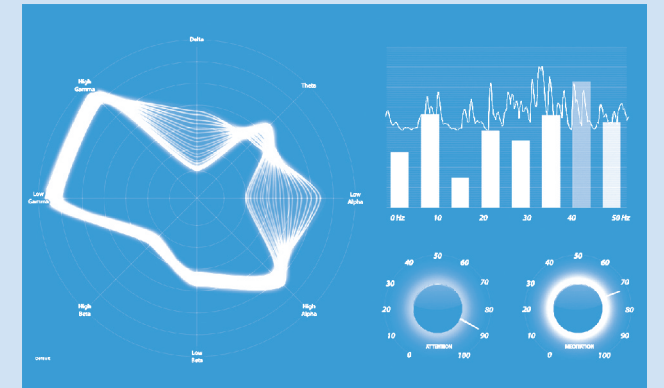 Delta
High
Gamma
Theta
Low
Gamma
Low
Alpha
High
Beta
High
Alpha
Low
Beta
0 Hz 10 20 30 40 50 Hz
40 50 60
30 70
20 80
10 90
ATTENTION
0 100
40 50 60
30 70
20 80
10 90
MEDITATION
0 100